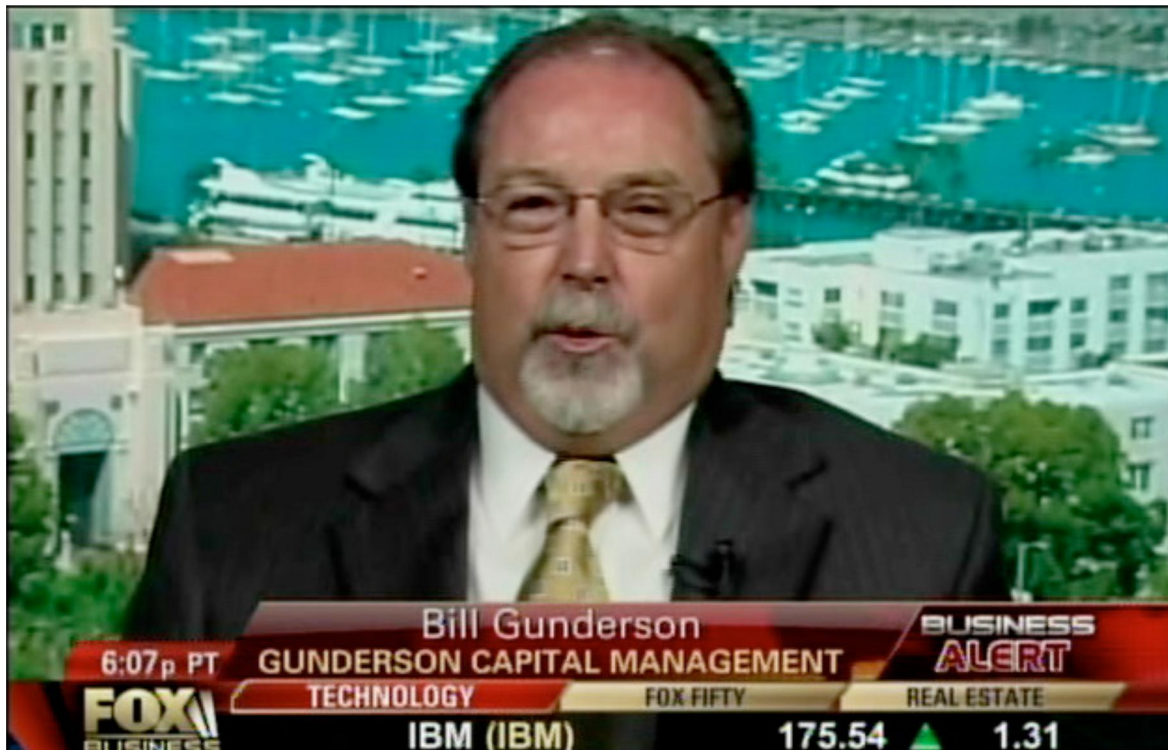 Bill Gunderson
BUSINESS ALERT
6:07p PT
GUNDERSON CAPITAL MANAGEMENT
TECHNOLOGY
FOX FIFTY
REAL ESTATE
FOX BUSINESS
IBM (IBM)
175.54 ▲ 1.31